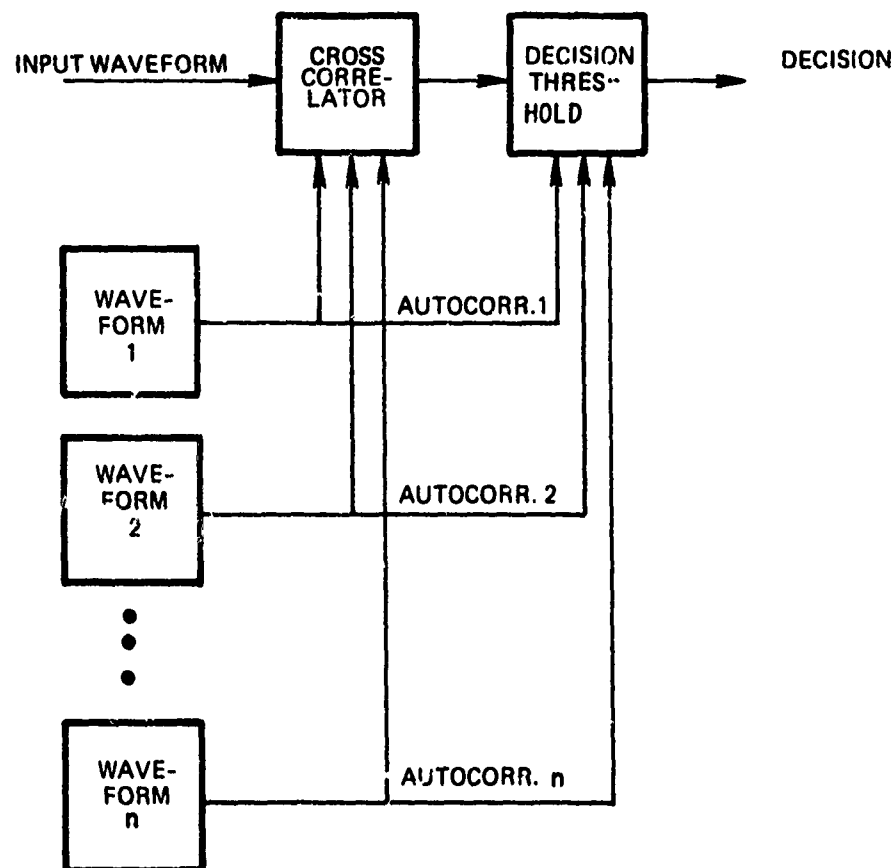 INPUT WAVEFORM
CROSS
CORRE-
LATOR
DECISION
THRES-
HOLD
DECISION
WAVE-
FORM
1
AUTOCORR.1
WAVE-
FORM
2
AUTOCORR. 2
WAVE-
FORM
n
AUTOCORR. n